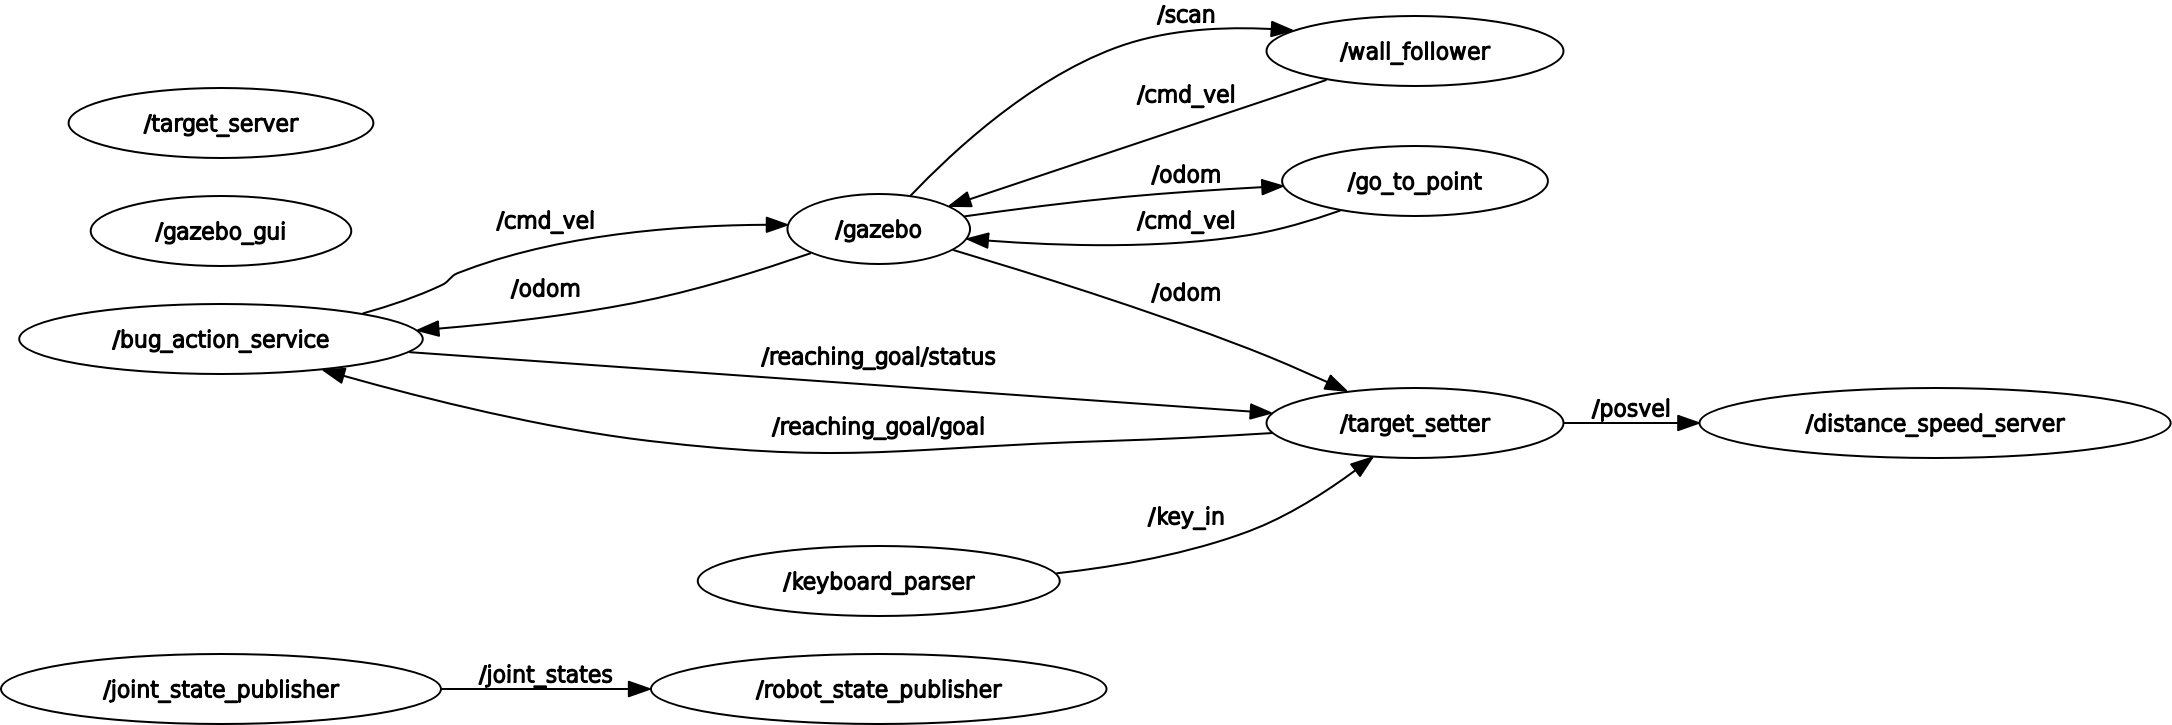 /scan
/wall_follower
/cmd_vel
/target_server
/odom
/go_to_point
/cmd_vel
/cmd_vel
/gazebo
/gazebo_gui
/odom
/odom
/bug_action_service
/reaching_goal/status
/reaching_goal/goal
/target_setter
/posvel
/distance_speed_server
/key_in
/keyboard_parser
/joint_state_publisher
/joint_states
/robot_state_publisher